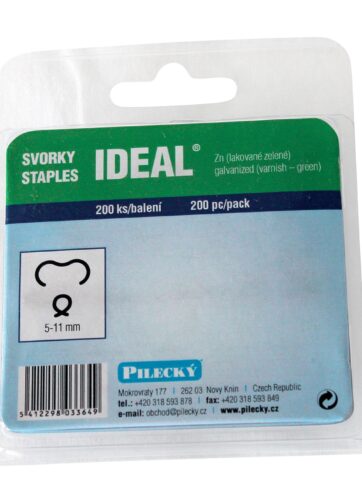 SVORKY
STAPLES
IDEAL©
Zn (lakované zelené)
galvanized (varnish – green)
200 ks/balení 200 pc/pack
5-11 mm
PILECKÝ
Mokrovraty 177 | 262 03 Nový Knín | Czech Republic
tel.: +420 318 593 878 | fax: +420 318 593 849
e-mail: obchod@pilecky.cz | www.pilecky.cz
5 412298 033649